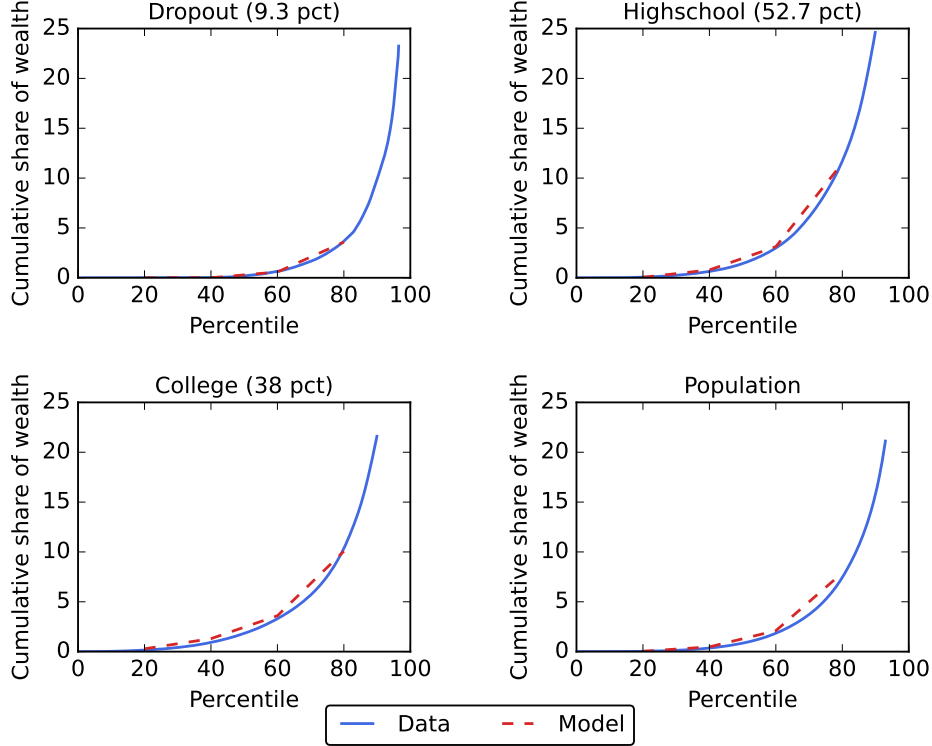 Dropout (9.3 pct)
Cumulative share of wealth
25
20
15
10
5
0
0 20 40 60 80 100
Percentile
Highschool (52.7 pct)
Cumulative share of wealth
25
20
15
10
5
0
0 20 40 60 80 100
Percentile
College (38 pct)
Cumulative share of wealth
25
20
15
10
5
0
0 20 40 60 80 100
Percentile
Population
Cumulative share of wealth
25
20
15
10
5
0
0 20 40 60 80 100
Percentile
Data Model